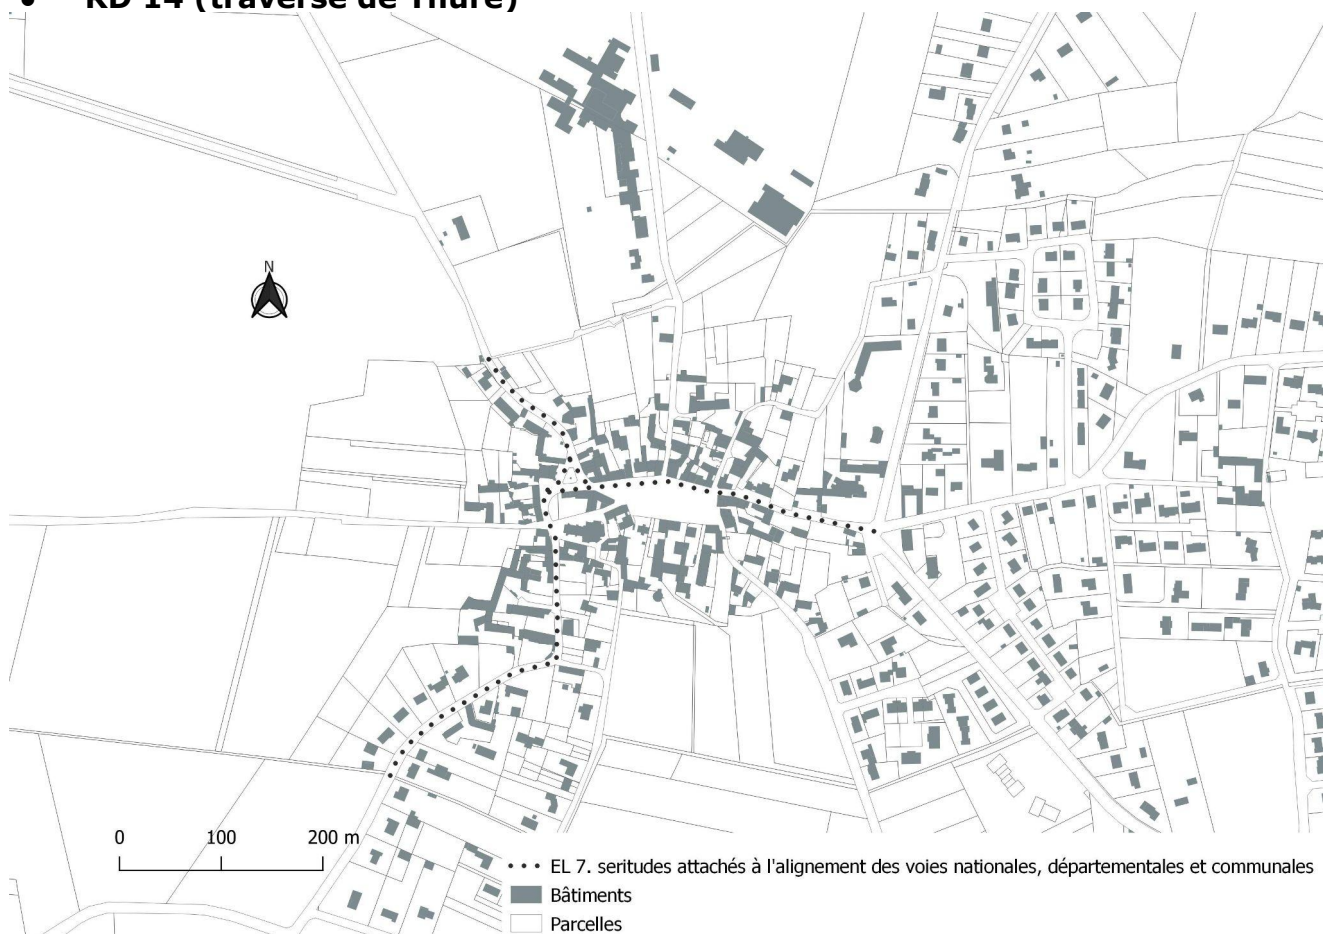 • RD 14 (traverse de Thuré)
N
0 100 200 m
EL 7. seritudes attachés à l'alignement des voies nationales, départementales et communales
Bâtiments
Parcelles